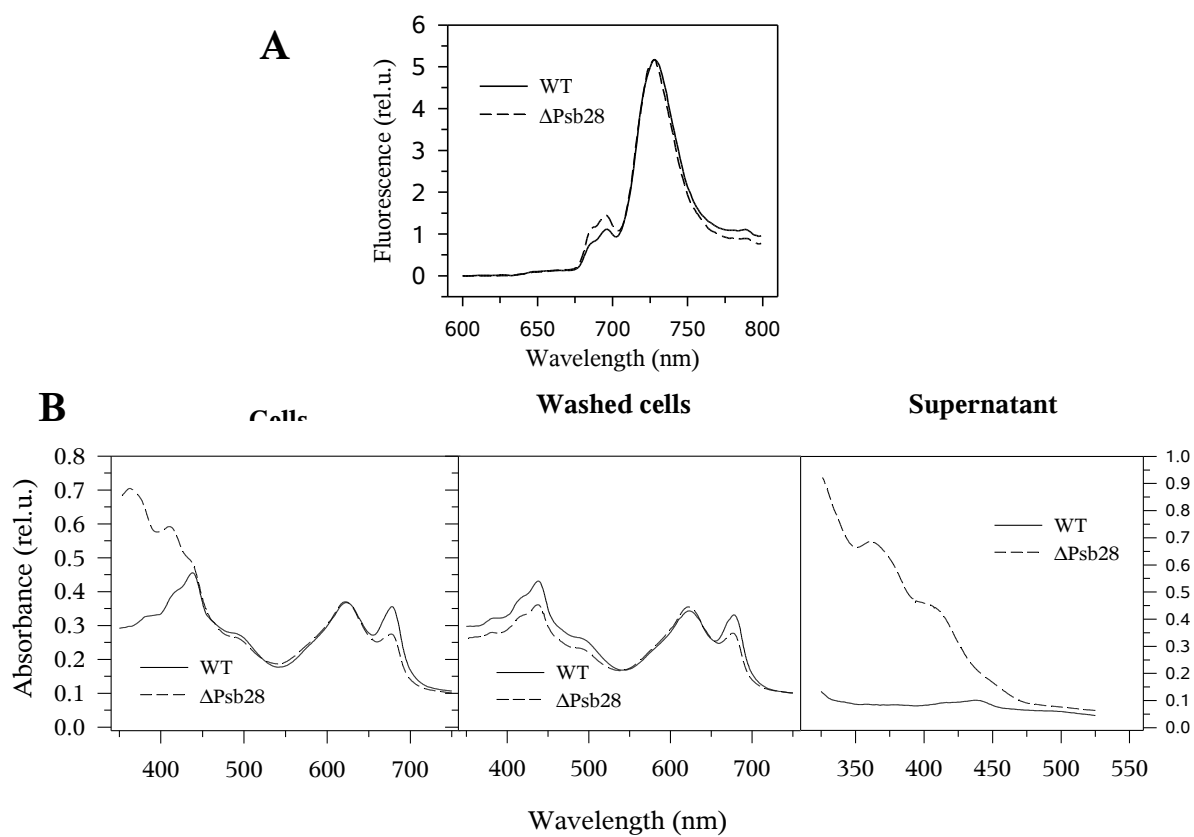 A
6
5
4
3
2
1
0
Fluorescence (rel.u.)
WT
ΔPsb28
600 650 700 750 800
Wavelength (nm)
B
Cells
Washed cells
Supernatant
0.8
0.7
0.6
0.5
0.4
0.3
0.2
0.1
0.0
Absorbance (rel.u.)
WT
ΔPsb28
400 500 600 700
WT
ΔPsb28
400 500 600 700
WT
ΔPsb28
350 400 450 500 550
1.0
0.9
0.8
0.7
0.6
0.5
0.4
0.3
0.2
0.1
0.0
Wavelength (nm)